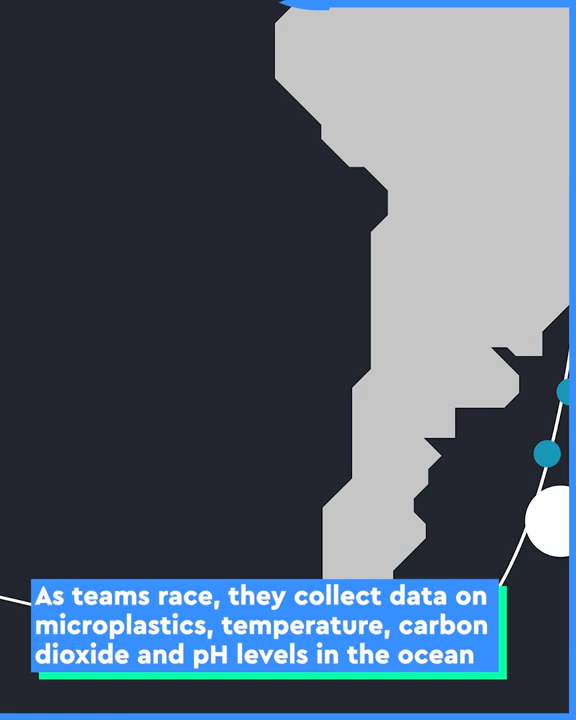 As teams race, they collect data on
microplastics, temperature, carbon
dioxide and pH levels in the ocean